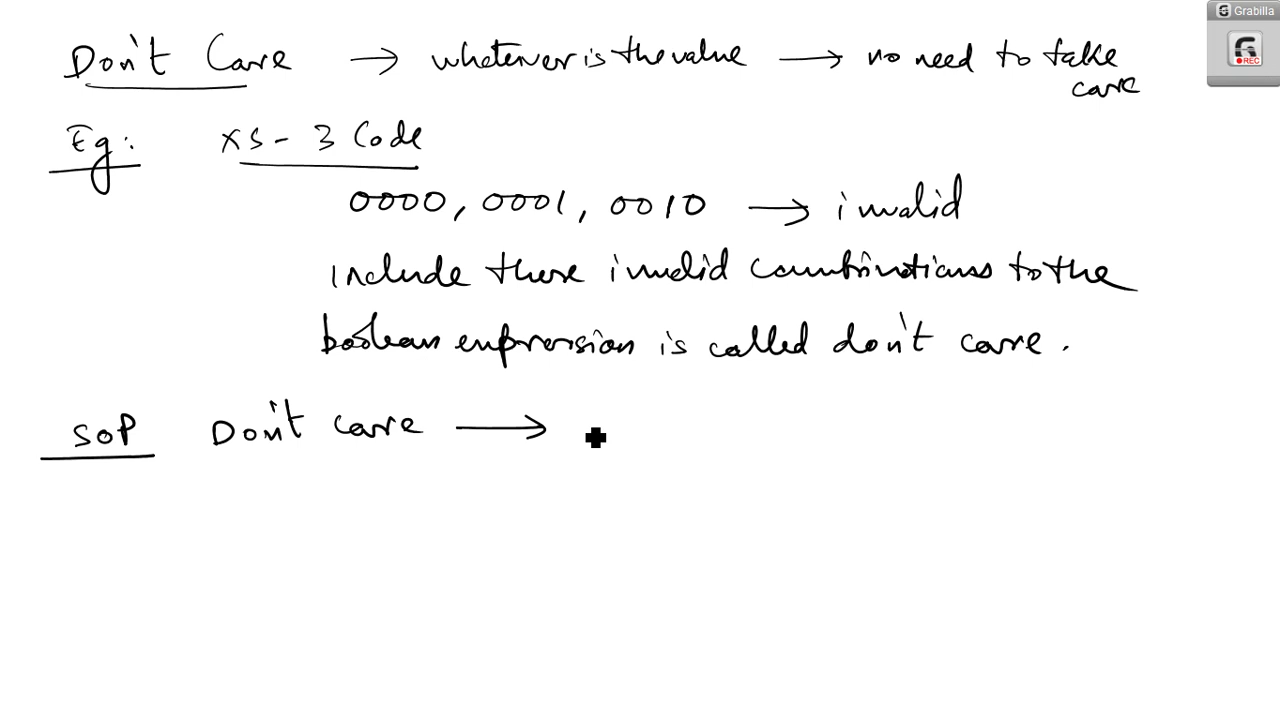 Don't Care → whatever is the value → no need to take
care
Eg: XS-3 Code
0000, 0001, 0010 → invalid
include these invalid combinations to the
boolean expression is called don't care.
SOP Don't care →
Grabilla
REC